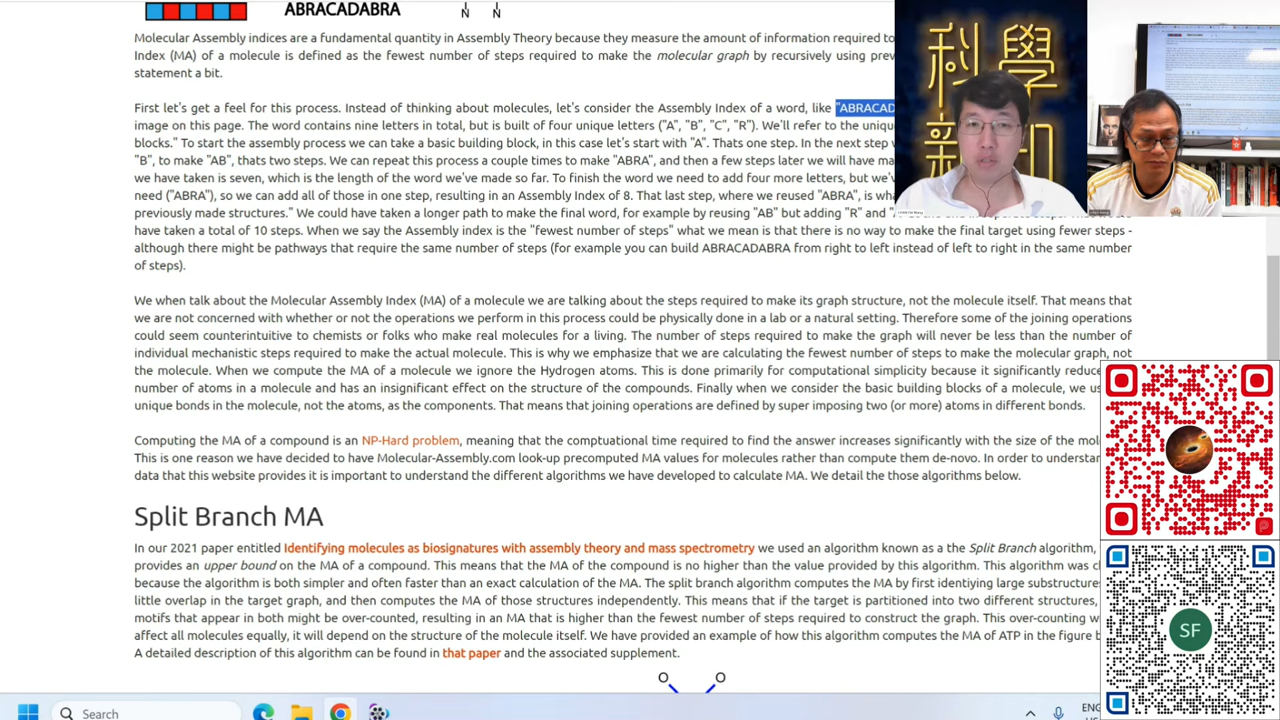 ABRACADABRA
N N
Molecular Assembly indices are a fundamental quantity in A
se they measure the amount of information required to
Index (MA) of a molecule is defined as the fewest number
statement a bit.
First let's get a feel for this process. Instead of thinking
consider the Assembly Index of a word, like "ABRACAD
image on this page. The word contains
in total, b
unique letters ("A", "B", "C",
refer to the uniqu
blocks." To start the assembly process we can take a basic building block, in this case let's start with "A". Thats one step. In the next step
"B", to make "AB", thats two steps. We can repeat this process a couple times to make "ABRA", and then a few steps later we will have ma
we have taken is seven, which is the length of the word we've made so far. To finish the word we need to add four more letters, but we'v
need ("ABRA"), so we can add all of those in one step, resulting in an Assembly Index of 8. That last step, where we reused "ABRA", is wha
previously made structures." We could have taken a longer path to make the final word, for example by reusing "AB" but adding "R" and "
have taken a total of 10 steps. When we say the Assembly index is the "fewest number of steps" what we mean is that there is no way to make the final target using fewer steps -
although there might be pathways that require the same number of steps (for example you can build ABRACADABRA from right to left instead of left to right in the same number
of steps).
We when talk about the Molecular Assembly Index (MA) of a molecule we are talking about the steps required to make its graph structure, not the molecule itself. That means that
we are not concerned with whether or not the operations we perform in this process could be physically done in a lab or a natural setting. Therefore some of the joining operations
could seem counterintuitive to chemists or folks who make real molecules for a living. The number of steps required to make the graph will never be less than the number of
individual mechanistic steps required to make the actual molecule. This is why we emphasize that we are calculating the fewest number of steps to make the molecular graph, not
the molecule. When we compute the MA of a molecule we ignore the Hydrogen atoms. This is done primarily for computational simplicity because it significantly reduce
number of atoms in a molecule and has an insignificant effect on the structure of the compounds. Finally when we consider the basic building blocks of a molecule, we us
unique bonds in the molecule, not the atoms, as the components. That means that joining operations are defined by super imposing two (or more) atoms in different bonds.
Computing the MA of a compound is an NP-Hard problem, meaning that the comptuational time required to find the answer increases significantly with the size of the mol
This is one reason we have decided to have Molecular-Assembly.com
computed MA values for molecules rather than compute them de-novo. In order to understan
data that this website provides it is important to understand the different algorithms we have developed to calculate MA. We detail those algorithms below.
Split Branch MA
In our 2021 paper entitled Identifying molecules as biosignatures with assembly theory and mass spectrometry we used an algorithm known as a the Split Branch algorithm,
provides an upper bound on the MA of a compound. This means that the MA of the compound is no higher than the value provided by this algorithm. This algorithm was c
because the algorithm is both simpler and often faster than an exact calculation of the MA. The split branch algorithm computes the MA by first identiying large substructures
little overlap in the target graph, and then computes the MA of those structures independently. This means that if the target is partitioned into two different structures,
motifs that appear in both might be over-counted, resulting in an MA that is higher than the fewest number of steps required to construct the graph. This over-counting w
affect all molecules equally, it will depend on the structure of the molecule itself. We have provided an example of how this algorithm computes the MA of ATP in the figure b
A detailed description of this algorithm can be found in that paper and the associated supplement.
O O
SF
Search
ENG
科學
新知